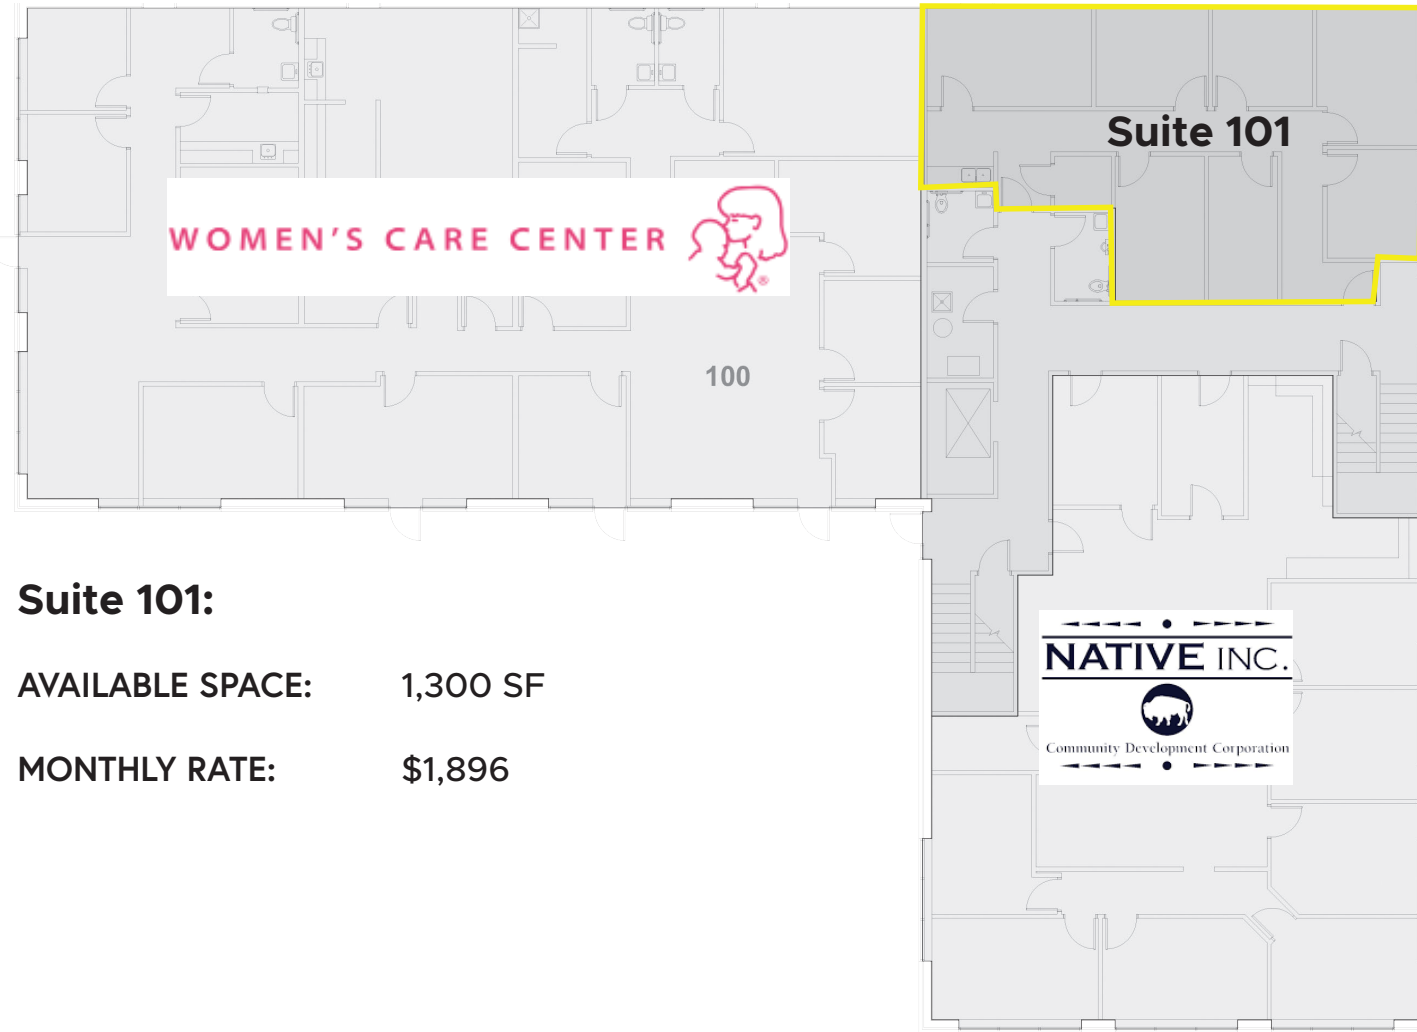 Suite 101
WOMEN'S CARE CENTER
®
100
Suite 101:
AVAILABLE SPACE: 1,300 SF
MONTHLY RATE: $1,896
NATIVE INC.
Community Development Corporation